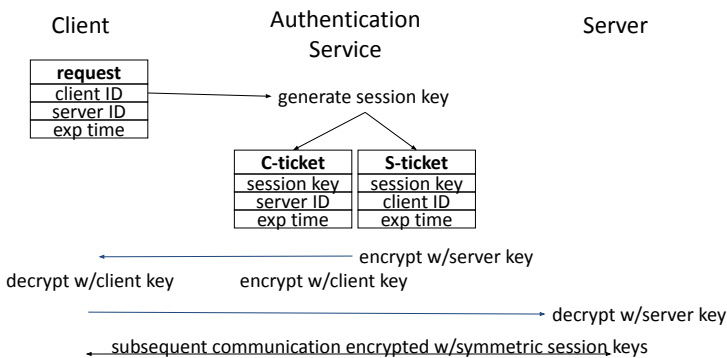 Client
Authentication
Service
Server
request
client ID
server ID
exp time
generate session key
C-ticket
session key
server ID
exp time
S-ticket
session key
client ID
exp time
encrypt w/server key
decrypt w/client key
encrypt w/client key
decrypt w/server key
subsequent communication encrypted w/symmetric session keys